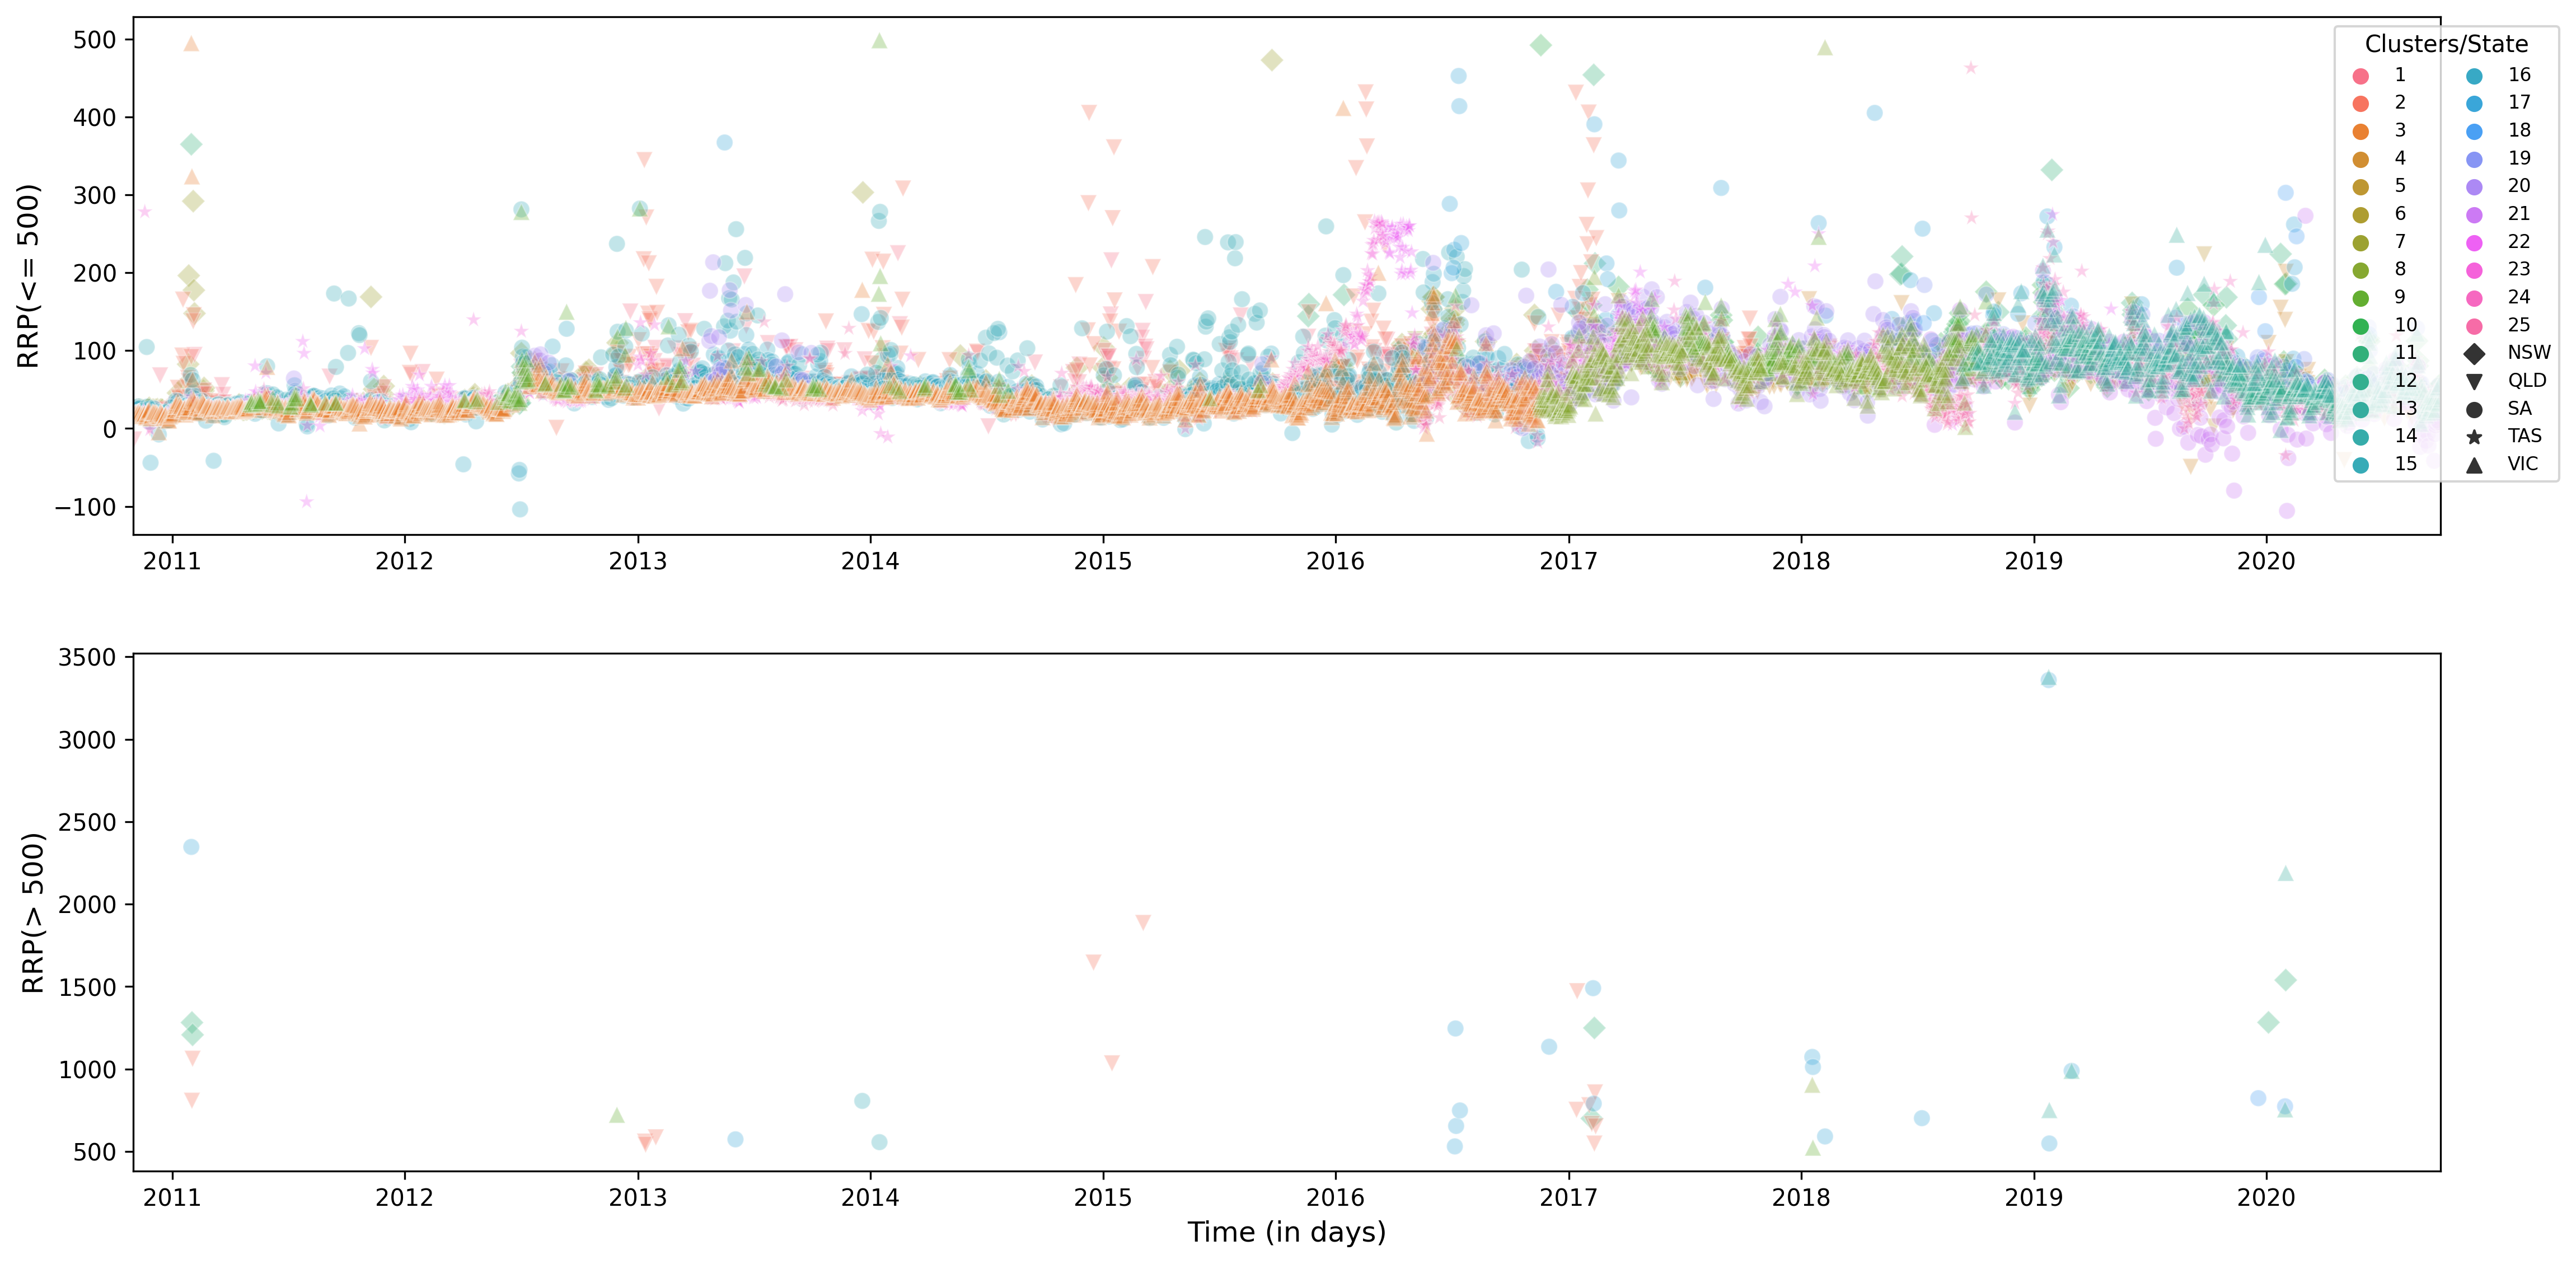 500
400
300
200
100
0
−100
RRP(<= 500)
2011 2012 2013 2014 2015 2016 2017 2018 2019 2020
Clusters/State
1 16
2 17
3 18
4 19
5 20
6 21
7 22
8 23
9 24
10 25
11 NSW
12 QLD
13 SA
14 TAS
15 VIC
3500
3000
2500
2000
1500
1000
500
RRP(> 500)
2011 2012 2013 2014 2015 2016 2017 2018 2019 2020
Time (in days)